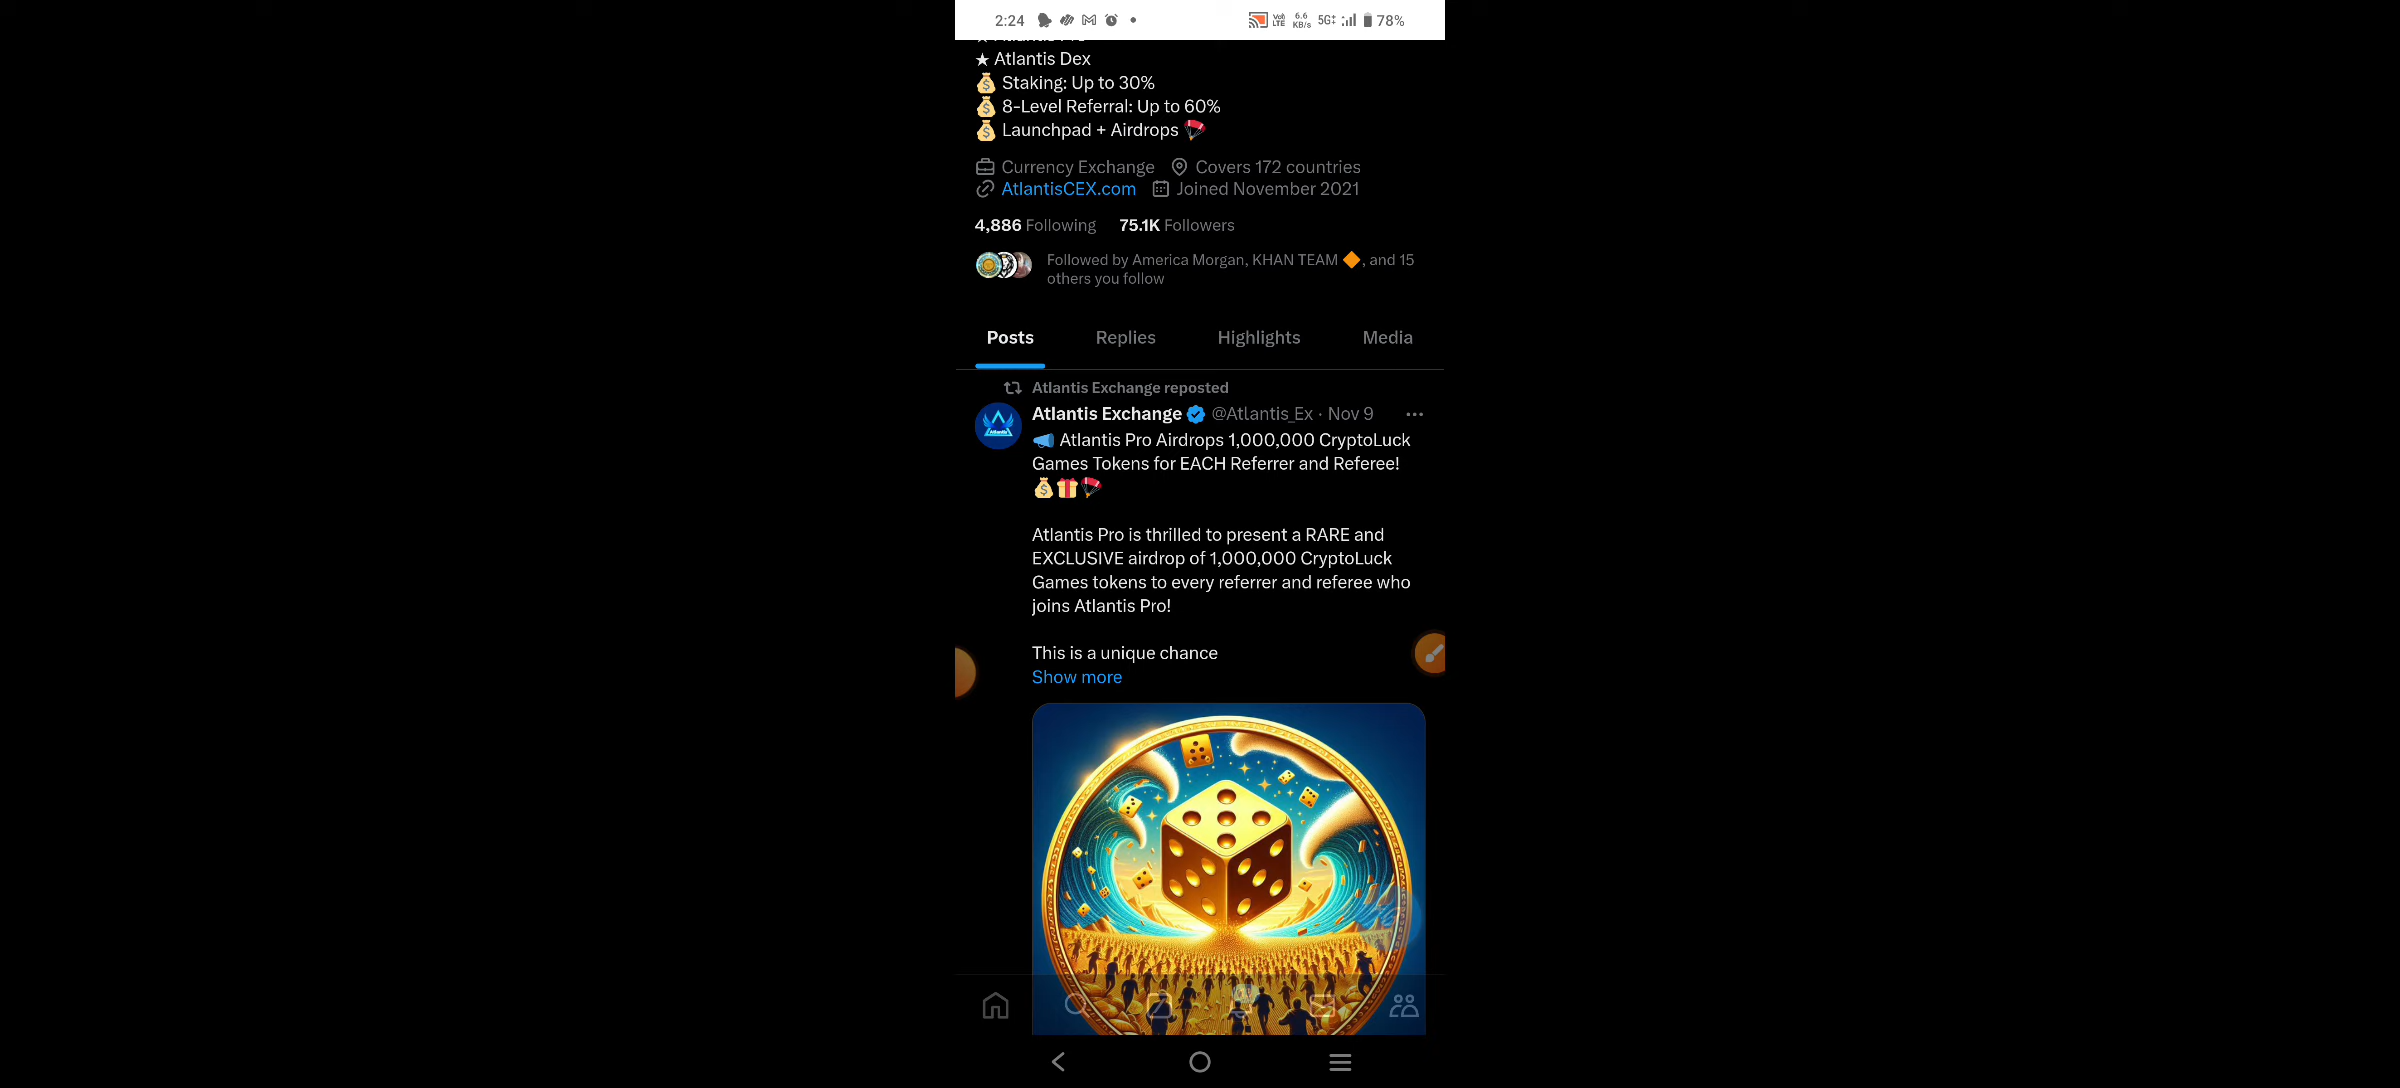 2:24
VoLTE 6.6 KB/s 5G 78%
★ Atlantis Dex
Staking: Up to 30%
8-Level Referral: Up to 60%
Launchpad + Airdrops
Currency Exchange Covers 172 countries
AtlantisCEX.com Joined November 2021
4,886 Following 75.1K Followers
Followed by America Morgan, KHAN TEAM 🔶, and 15
others you follow
Posts Replies Highlights Media
Atlantis Exchange reposted
Atlantis Exchange @Atlantis_Ex · Nov 9
Atlantis Pro Airdrops 1,000,000 CryptoLuck
Games Tokens for EACH Referrer and Referee!
Atlantis Pro is thrilled to present a RARE and
EXCLUSIVE airdrop of 1,000,000 CryptoLuck
Games tokens to every referrer and referee who
joins Atlantis Pro!
This is a unique chance
Show more